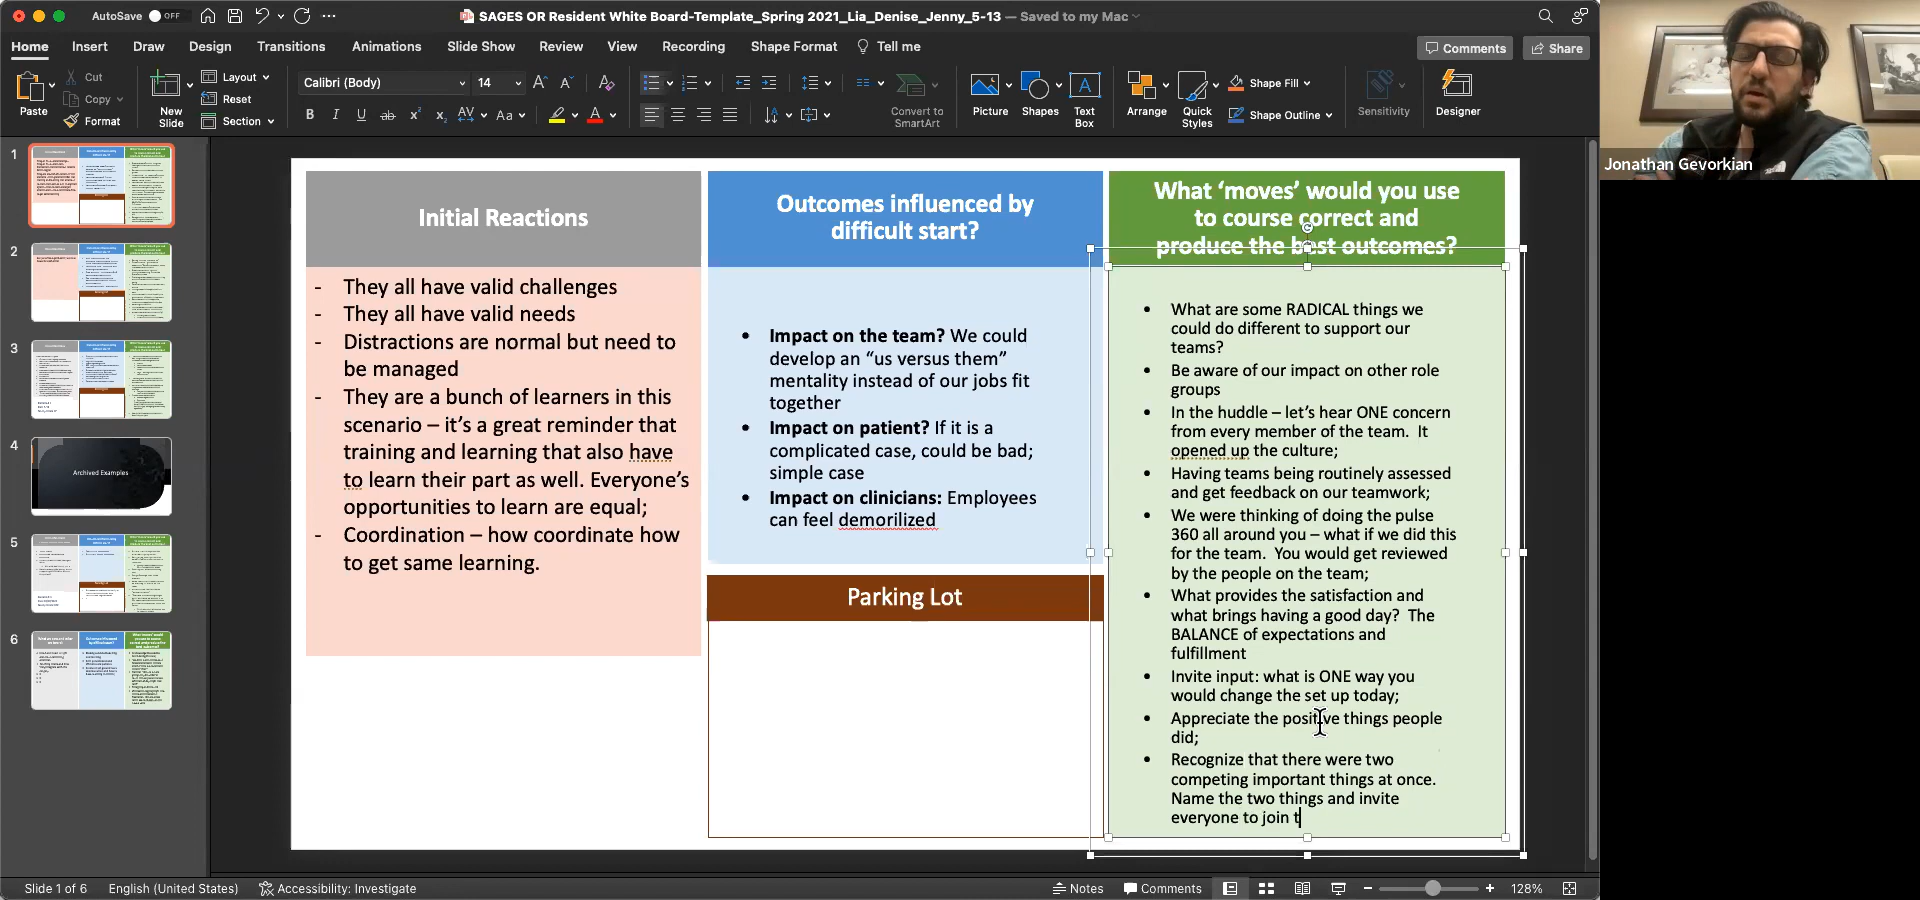 AutoSave OFF
SAGES OR Resident White Board-Template_Spring 2021_Lia_Denise_Jenny_5-13 — Saved to my Mac
Home Insert Draw Design Transitions Animations Slide Show Review View Recording Shape Format Tell me
Comments Share
Paste
Cut
Copy
Format
New
Slide
Layout
Reset
Section
Calibri (Body) 14
B I U ab x² x₂ AV Aa
Convert to
SmartArt
Picture
Shapes
Text
Box
Arrange
Quick
Styles
Shape Fill
Shape Outline
Sensitivity
Designer
1
2
3
4
Archived Examples
5
6
Initial Reactions
- They all have valid challenges
- They all have valid needs
- Distractions are normal but need to
be managed
- They are a bunch of learners in this
scenario – it’s a great reminder that
training and learning that also have
to learn their part as well. Everyone’s
opportunities to learn are equal;
- Coordination – how coordinate how
to get same learning.
Outcomes influenced by
difficult start?
• Impact on the team? We could
develop an “us versus them”
mentality instead of our jobs fit
together
• Impact on patient? If it is a
complicated case, could be bad;
simple case
• Impact on clinicians: Employees
can feel demorilized
Parking Lot
What ‘moves’ would you use
to course correct and
produce the best outcomes?
• What are some RADICAL things we
could do different to support our
teams?
• Be aware of our impact on other role
groups
• In the huddle – let’s hear ONE concern
from every member of the team. It
opened up the culture;
• Having teams being routinely assessed
and get feedback on our teamwork;
• We were thinking of doing the pulse
360 all around you – what if we did this
for the team. You would get reviewed
by the people on the team;
• What provides the satisfaction and
what brings having a good day? The
BALANCE of expectations and
fulfillment
• Invite input: what is ONE way you
would change the set up today;
• Appreciate the positive things people
did;
• Recognize that there were two
competing important things at once.
Name the two things and invite
everyone to join t
Jonathan Gevorkian
Slide 1 of 6 English (United States) Accessibility: Investigate
Notes Comments 128%